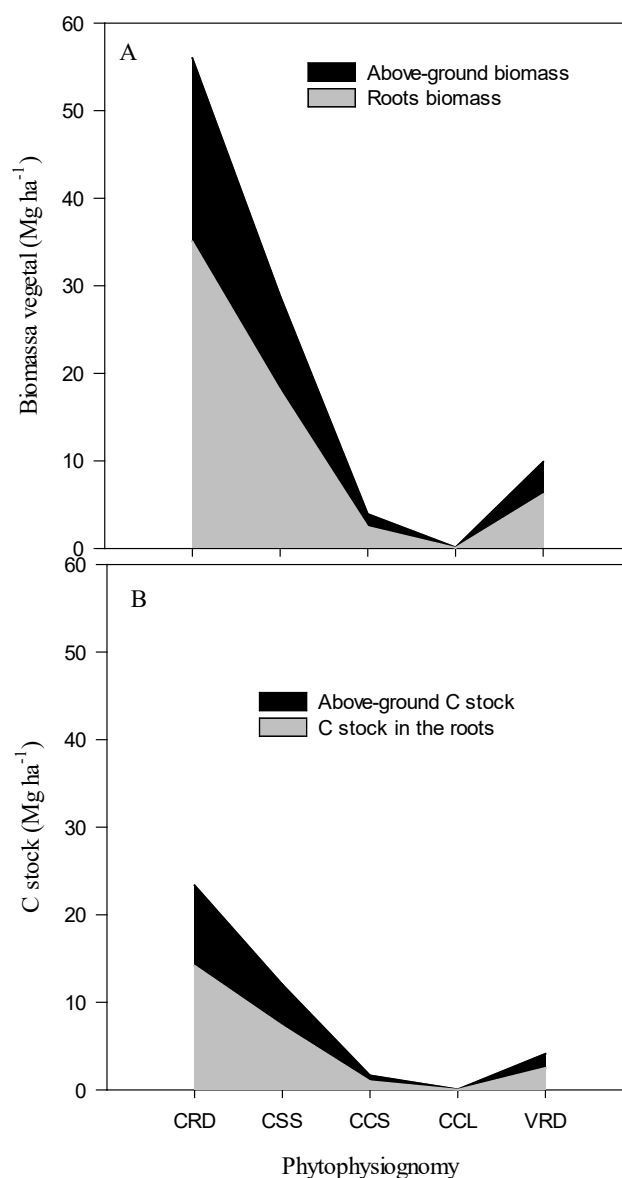 60
A
Above-ground biomass
Roots biomass
50
40
30
20
10
0
Biomassa vegetal (Mg ha⁻¹)
60
B
50
Above-ground C stock
C stock in the roots
40
30
20
10
0
C stock (Mg ha⁻¹)
CRD CSS CCS CCL VRD
Phytophysiognomy